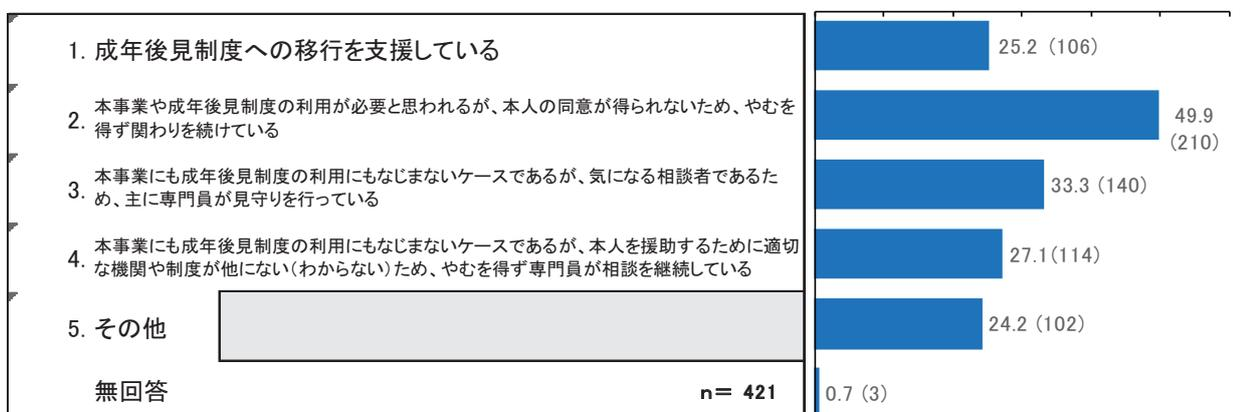 1. 成年後見制度への移行を支援している
25.2 (106)
2. 本事業や成年後見制度の利用が必要と思われるが、本人の同意が得られないため、やむを
得ず関わりを続けている
49.9
(210)
3. 本事業にも成年後見制度の利用にもなじまないケースであるが、気になる相談者であるた
め、主に専門員が見守りを行っている
33.3 (140)
4. 本事業にも成年後見制度の利用にもなじまないケースであるが、本人を援助するために適切
な機関や制度が他にない(わからない)ため、やむを得ず専門員が相談を継続している
27.1(114)
5. その他
24.2 (102)
無回答
n= 421
0.7 (3)